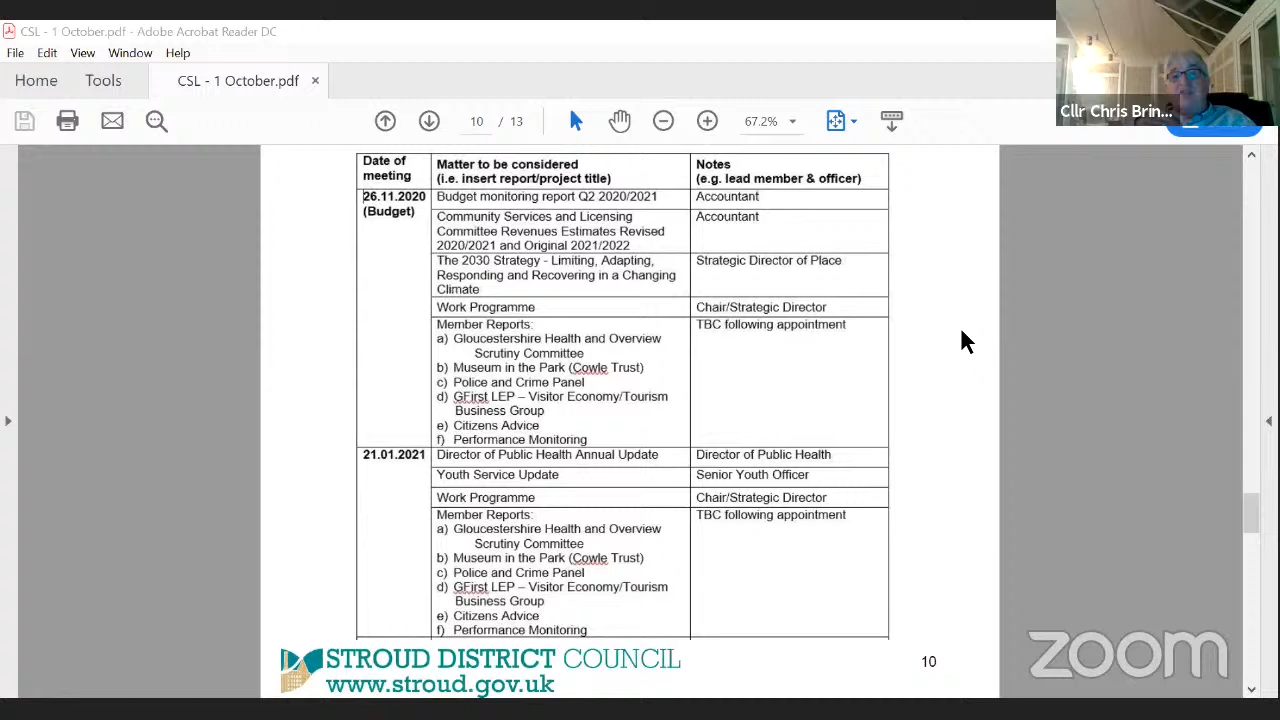 CSL - 1 October.pdf - Adobe Acrobat Reader DC
File Edit View Window Help
Home Tools CSL - 1 October.pdf ×
10 / 13 67.2%
Cllr Chris Brin...
Date of meeting
Matter to be considered
(i.e. insert report/project title)
Notes
(e.g. lead member & officer)
26.11.2020
(Budget)
Budget monitoring report Q2 2020/2021
Accountant
Community Services and Licensing
Committee Revenues Estimates Revised
2020/2021 and Original 2021/2022
Accountant
The 2030 Strategy - Limiting, Adapting,
Responding and Recovering in a Changing
Climate
Strategic Director of Place
Work Programme
Chair/Strategic Director
Member Reports:
a) Gloucestershire Health and Overview
Scrutiny Committee
b) Museum in the Park (Cowle Trust)
c) Police and Crime Panel
d) GFirst LEP – Visitor Economy/Tourism
Business Group
e) Citizens Advice
f) Performance Monitoring
TBC following appointment
21.01.2021
Director of Public Health Annual Update
Director of Public Health
Youth Service Update
Senior Youth Officer
Work Programme
Chair/Strategic Director
Member Reports:
a) Gloucestershire Health and Overview
Scrutiny Committee
b) Museum in the Park (Cowle Trust)
c) Police and Crime Panel
d) GFirst LEP – Visitor Economy/Tourism
Business Group
e) Citizens Advice
f) Performance Monitoring
TBC following appointment
STROUD DISTRICT COUNCIL
www.stroud.gov.uk
10
zoom